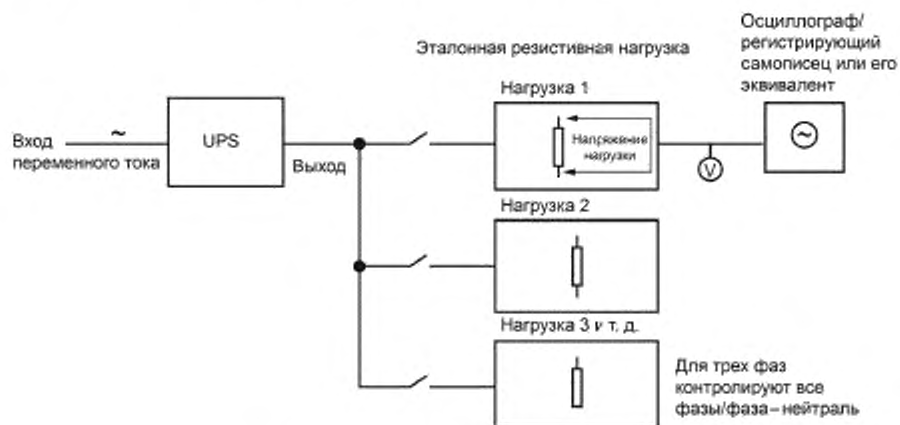 Осциллограф/
регистрирующий
самописец или его
эквивалент
Эталонная резистивная нагрузка
Нагрузка 1
Вход
переменного тока
~
UPS
Выход
Напряжение
нагрузки
V
~
Нагрузка 2
Нагрузка 3 и т. д.
Для трех фаз
контролируют все
фазы/фаза – нейтраль